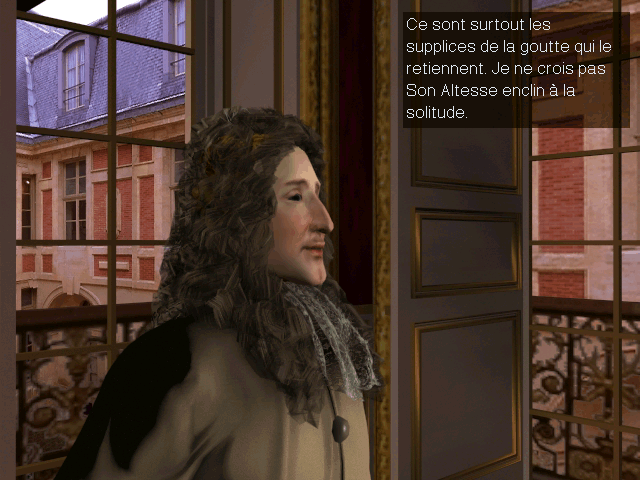 Ce sont surtout les
supplices de la goutte qui le
retiennent. Je ne crois pas
Son Altesse enclin à la
solitude.